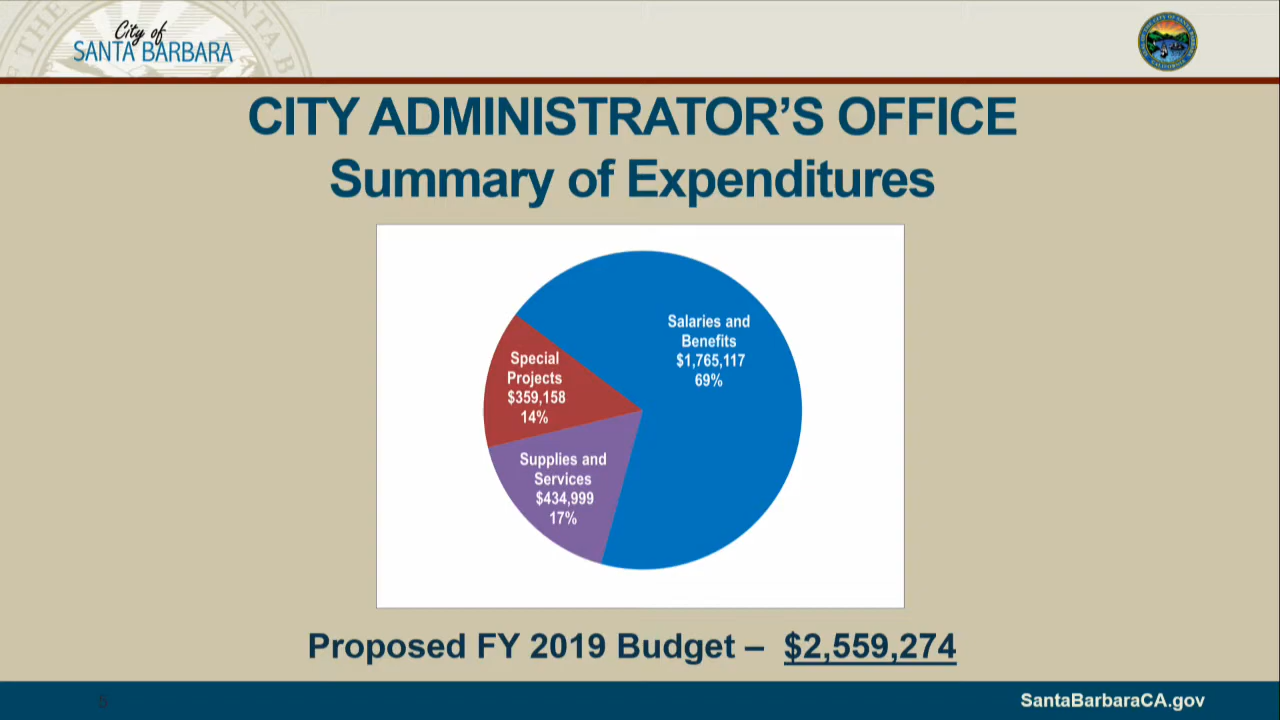 City of
SANTA BARBARA
CITY ADMINISTRATOR'S OFFICE
Summary of Expenditures
Salaries and
Benefits
$1,765,117
69%
Special
Projects
$359,158
14%
Supplies and
Services
$434,999
17%
Proposed FY 2019 Budget – $2,559,274
SantaBarbaraCA.gov